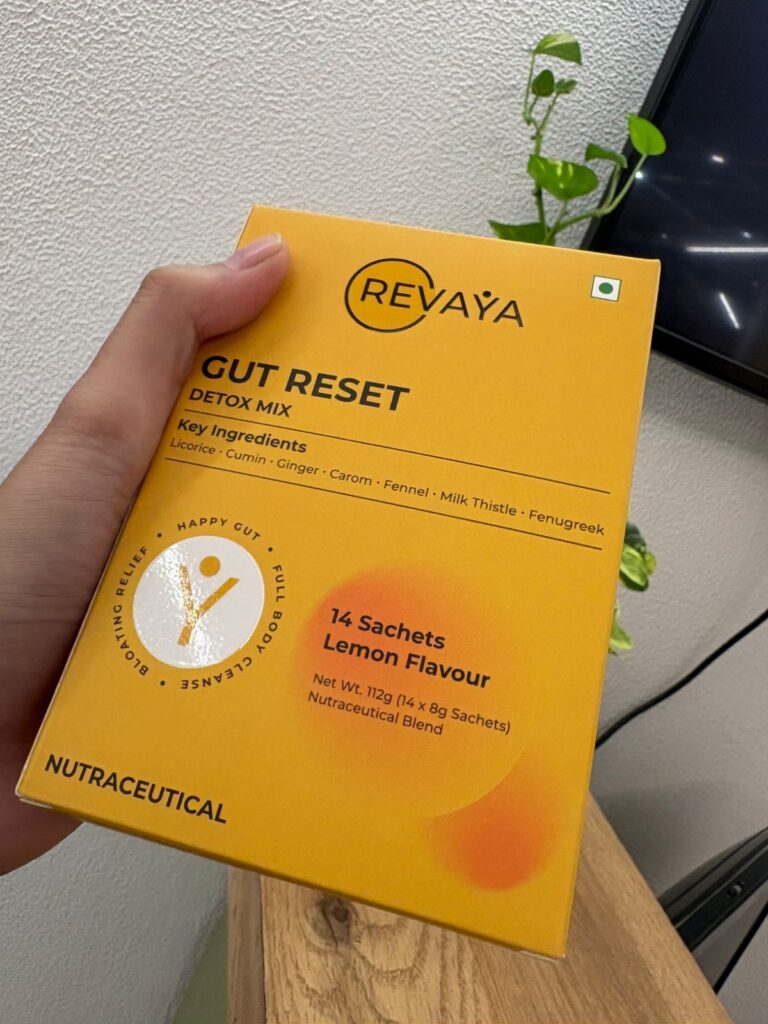 REVAYA
GUT RESET
DETOX MIX
Key Ingredients
Licorice · Cumin · Ginger · Carom · Fennel · Milk Thistle · Fenugreek
HAPPY GUT • FULL BODY CLEANSE • BLOATING RELIEF •
14 Sachets
Lemon Flavour
Net Wt. 112g (14 x 8g Sachets)
Nutraceutical Blend
NUTRACEUTICAL